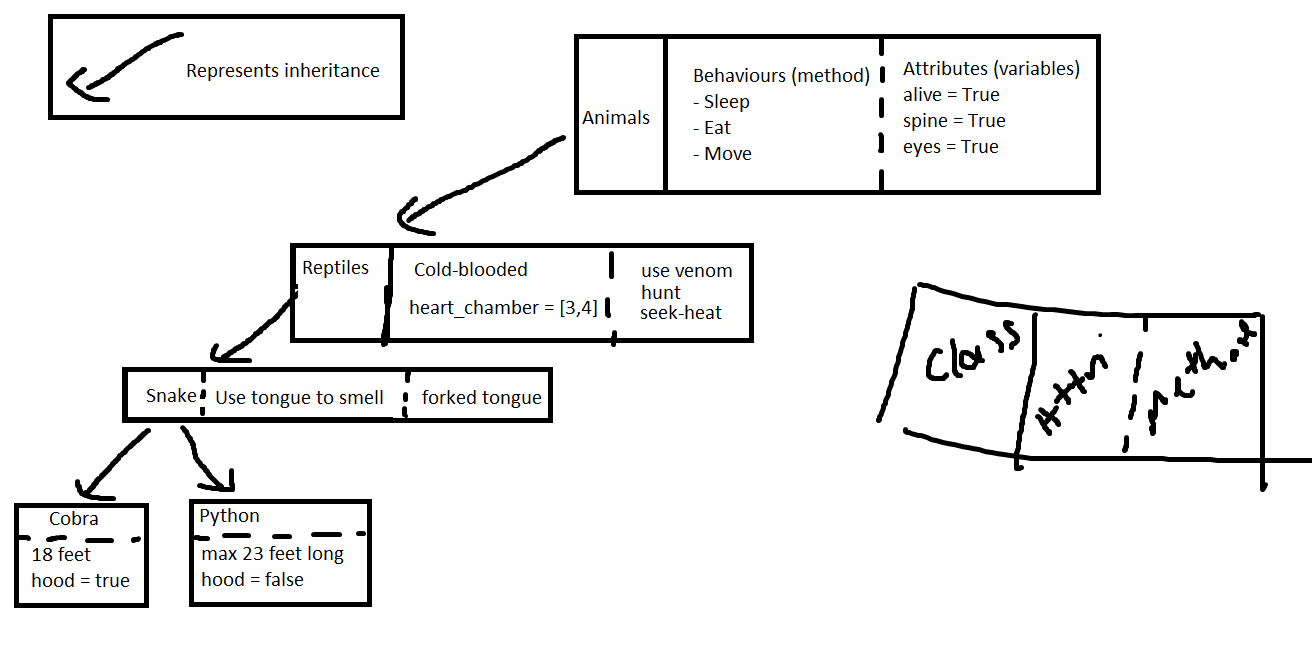 Represents inheritance
Animals
Behaviours (method)
- Sleep
- Eat
- Move
Attributes (variables)
alive = True
spine = True
eyes = True
Reptiles
Cold-blooded
heart_chamber = [3,4]
use venom
hunt
seek-heat
Snake
Use tongue to smell
forked tongue
Cobra
18 feet
hood = true
Python
max 23 feet long
hood = false
Class